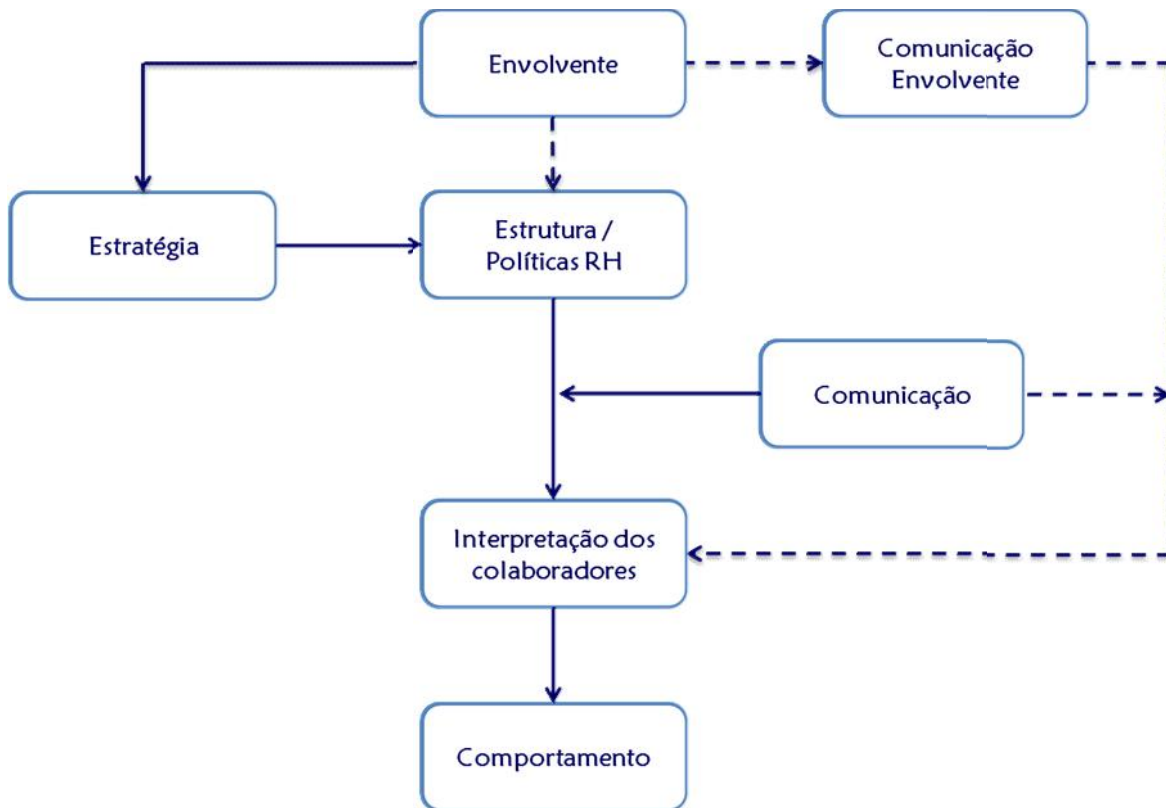 Envolvente
Comunicação
Envolvente
Estratégia
Estrutura /
Políticas RH
Comunicação
Interpretação dos
colaboradores
Comportamento